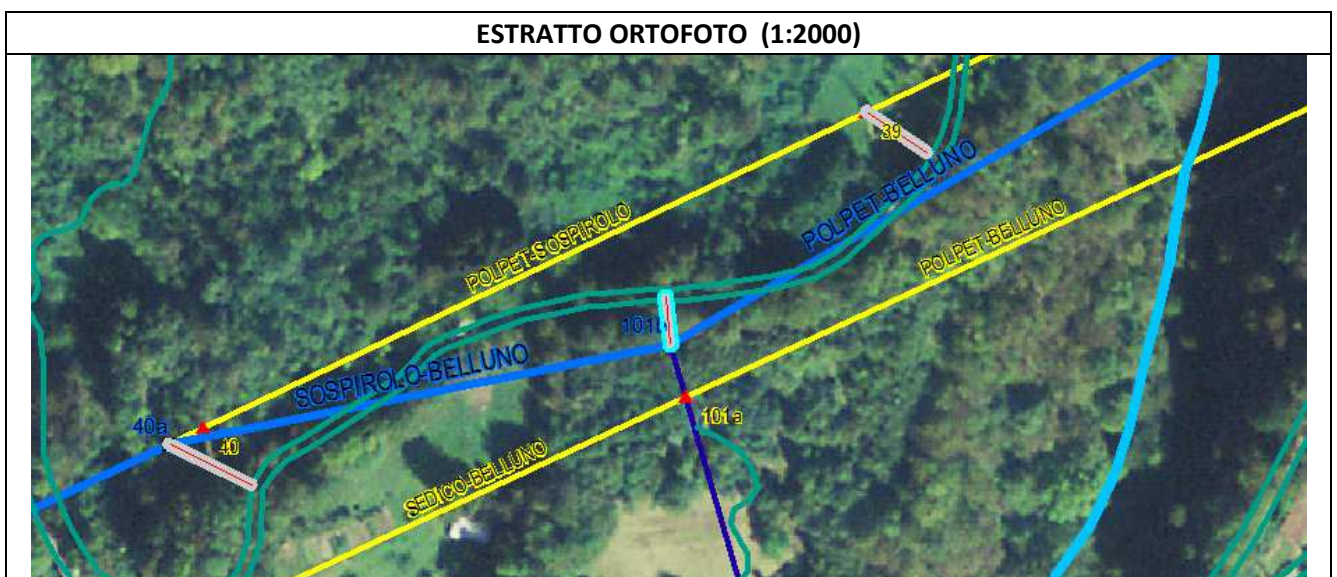 ESTRATTO ORTOFOTO (1:2000)
39
POLPET-BELLUNO
POLPET-SOSPIROLO
POLPET-BELLUNO
101b
SOSPIROLO-BELLUNO
101a
40a
40
SEDICO-BELLUNO